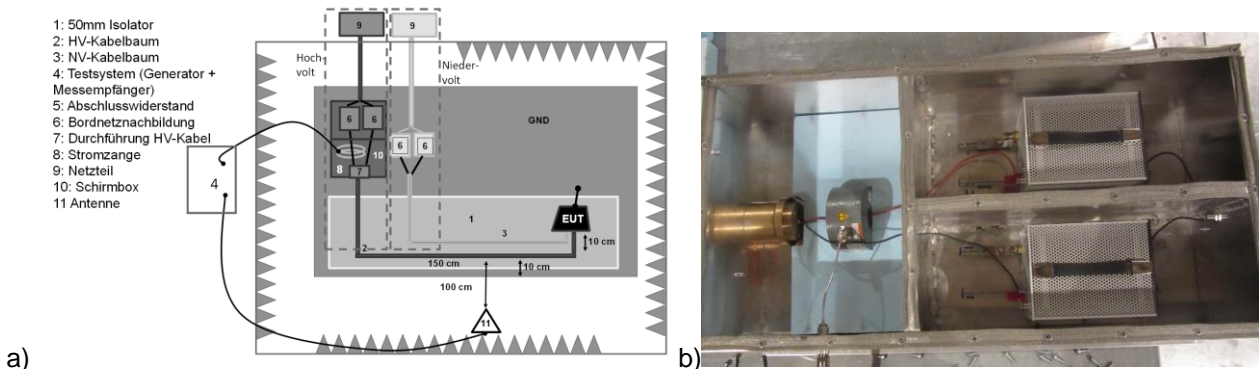 1: 50mm Isolator
2: HV-Kabelbaum
3: NV-Kabelbaum
4: Testsystem (Generator +
Messempfänger)
5: Abschlusswiderstand
6: Bordnetznachbildung
7: Durchführung HV-Kabel
8: Stromzange
9: Netzteil
10: Schirmbox
11 Antenne
9
9
Hoch-
volt
Nieder-
volt
6
6
GND
6
6
10
8
7
4
1
EUT
3
10 cm
2
150 cm
10 cm
100 cm
11
a)
b)